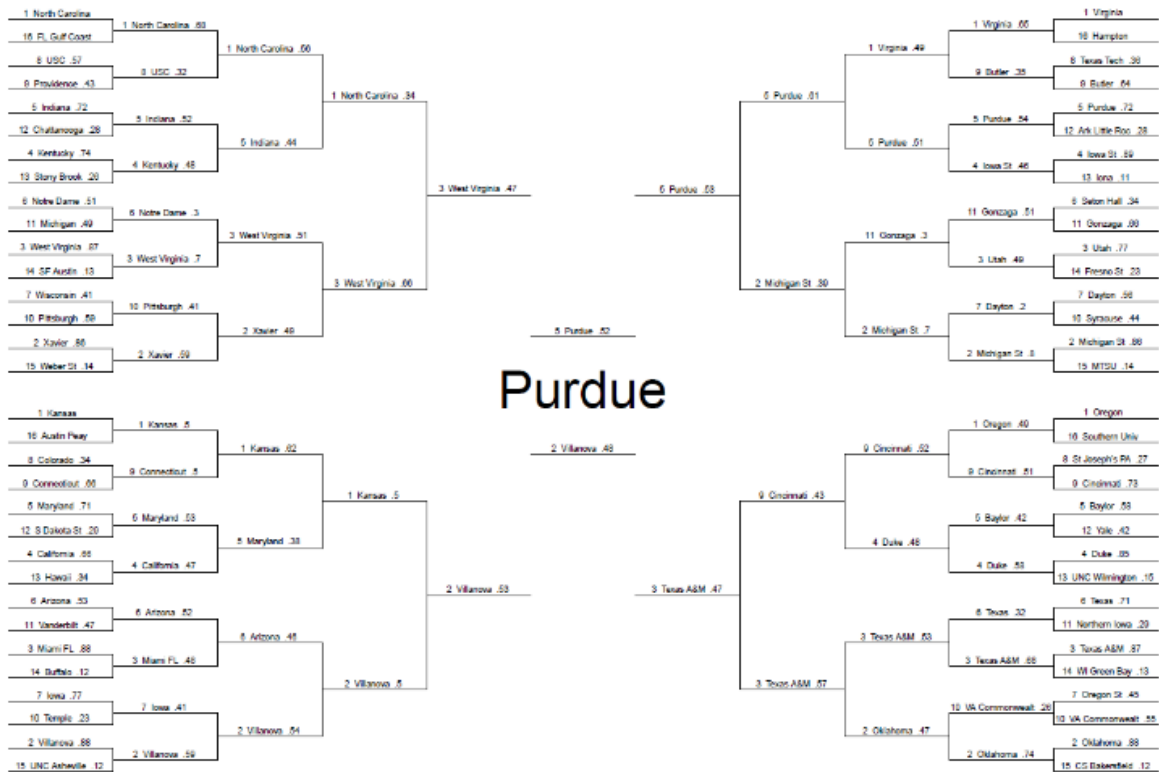 1 North Carolina
16 FL Gulf Coast
8 USC .57
9 Providence .43
5 Indiana .72
12 Chattanooga .28
4 Kentucky .74
13 Stony Brook .26
6 Notre Dame .51
11 Michigan .49
3 West Virginia .87
14 SF Austin .13
7 Wisconsin .41
10 Pittsburgh .59
2 Xavier .86
15 Weber St .14
1 North Carolina .68
8 USC .32
5 Indiana .52
4 Kentucky .48
6 Notre Dame .3
3 West Virginia .7
10 Pittsburgh .41
2 Xavier .59
1 North Carolina .56
5 Indiana .44
3 West Virginia .51
2 Xavier .49
1 North Carolina .34
3 West Virginia .66
3 West Virginia .47
5 Purdue .52
Purdue
2 Villanova .48
5 Purdue .53
5 Purdue .61
2 Michigan St .39
1 Virginia .49
5 Purdue .51
11 Gonzaga .3
2 Michigan St .7
1 Virginia .65
9 Butler .35
5 Purdue .54
4 Iowa St .46
11 Gonzaga .51
3 Utah .49
7 Dayton .2
2 Michigan St .8
1 Virginia
16 Hampton
8 Texas Tech .36
9 Butler .64
5 Purdue .72
12 Ark Little Roc .28
4 Iowa St .89
13 Iona .11
6 Seton Hall .34
11 Gonzaga .66
3 Utah .77
14 Fresno St .23
7 Dayton .56
10 Syracuse .44
2 Michigan St .86
15 MTSU .14
1 Kansas
16 Austin Peay
8 Colorado .34
9 Connecticut .66
5 Maryland .71
12 S Dakota St .29
4 California .66
13 Hawaii .34
6 Arizona .53
11 Vanderbilt .47
3 Miami FL .88
14 Buffalo .12
7 Iowa .77
10 Temple .23
2 Villanova .88
15 UNC Asheville .12
1 Kansas .5
9 Connecticut .5
5 Maryland .53
4 California .47
6 Arizona .52
3 Miami FL .48
7 Iowa .41
2 Villanova .59
1 Kansas .62
5 Maryland .38
6 Arizona .46
2 Villanova .54
1 Kansas .5
2 Villanova .5
2 Villanova .53
3 Texas A&M .47
9 Cincinnati .43
3 Texas A&M .57
9 Cincinnati .52
4 Duke .48
3 Texas A&M .53
2 Oklahoma .47
1 Oregon .49
9 Cincinnati .51
5 Baylor .42
4 Duke .58
6 Texas .32
3 Texas A&M .68
10 VA Commonwealt .26
2 Oklahoma .74
1 Oregon
16 Southern Univ
8 St Joseph's PA .27
9 Cincinnati .73
5 Baylor .58
12 Yale .42
4 Duke .85
13 UNC Wilmington .15
6 Texas .71
11 Northern Iowa .29
3 Texas A&M .87
14 WI Green Bay .13
7 Oregon St .45
10 VA Commonwealt .55
2 Oklahoma .88
15 CS Bakersfield .12